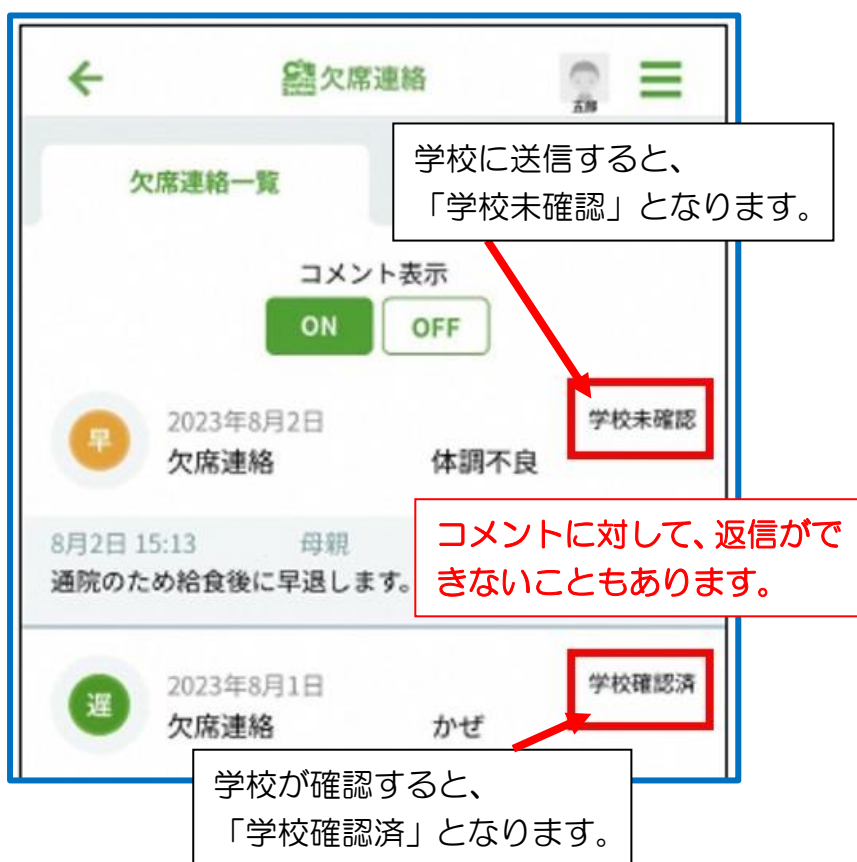 欠席連絡
五郎
欠席連絡一覧
学校に送信すると、
「学校未確認」となります。
コメント表示
ON
OFF
早
2023年8月2日
学校未確認
欠席連絡
体調不良
8月2日 15:13
母親
通院のため給食後に早退します。
コメントに対して、返信がで
きないこともあります。
遅
2023年8月1日
学校確認済
欠席連絡
かぜ
学校が確認すると、
「学校確認済」となります。